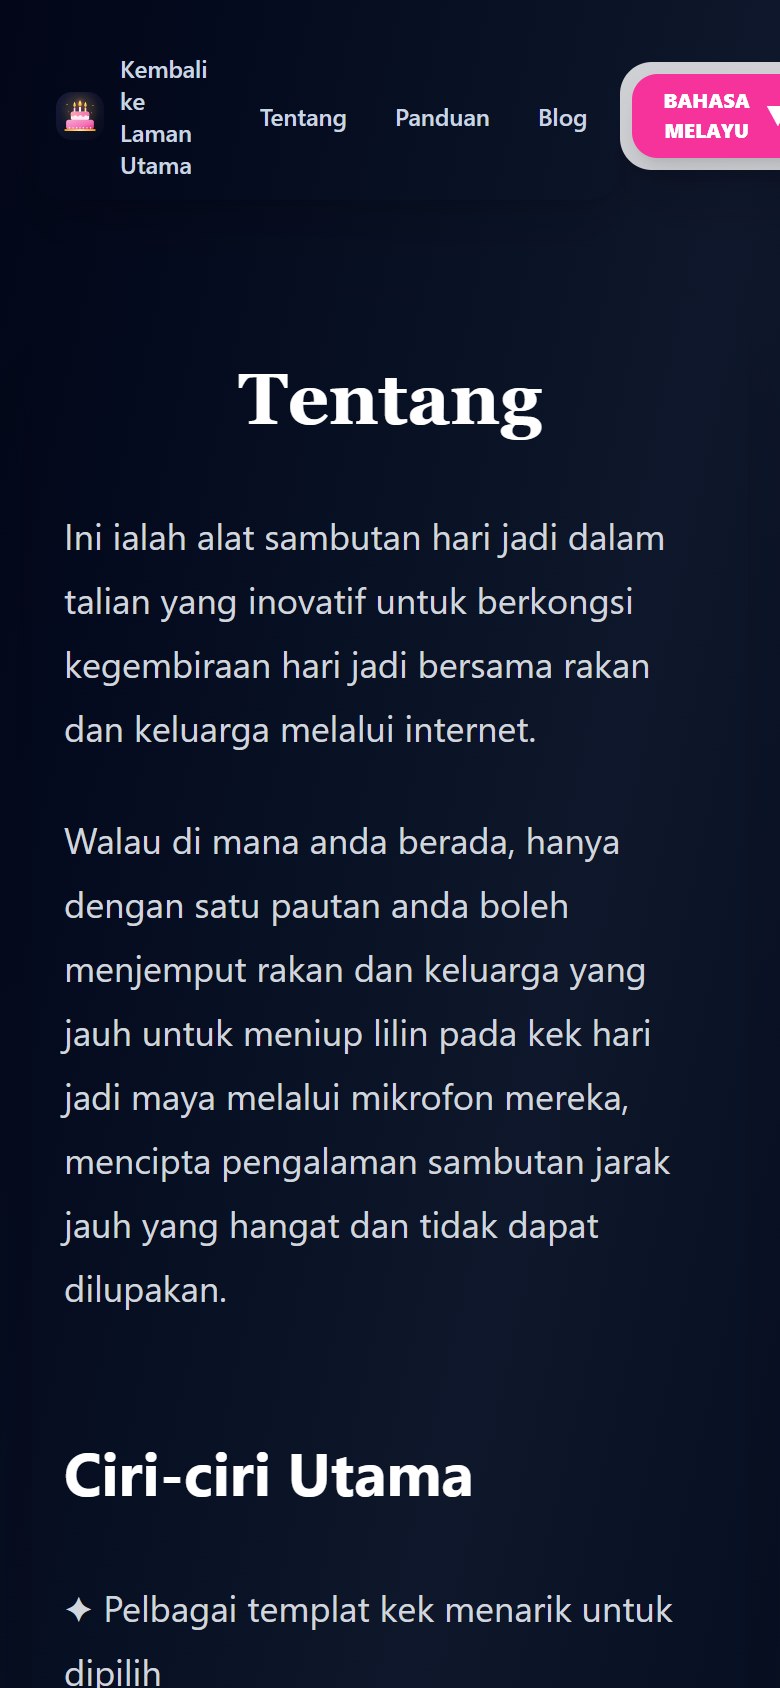 Kembali
ke
Laman
Utama
Tentang
Panduan
Blog
BAHASA
MELAYU
Tentang
Ini ialah alat sambutan hari jadi dalam
talian yang inovatif untuk berkongsi
kegembiraan hari jadi bersama rakan
dan keluarga melalui internet.
Walau di mana anda berada, hanya
dengan satu pautan anda boleh
menjemput rakan dan keluarga yang
jauh untuk meniup lilin pada kek hari
jadi maya melalui mikrofon mereka,
mencipta pengalaman sambutan jarak
jauh yang hangat dan tidak dapat
dilupakan.
Ciri-ciri Utama
✦ Pelbagai templat kek menarik untuk
dipilih